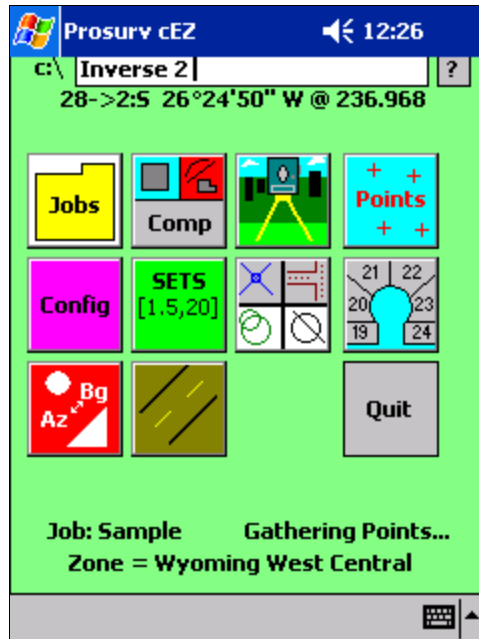 Prosurv cEZ 12:26
c:\ Inverse 2 ?
28->2:S 26°24'50" W @ 236.968
Jobs Comp Points
Config SETS
[1.5,20]
21 22
20 23
19 24
Az Bg Quit
Job: Sample Gathering Points...
Zone = Wyoming West Central